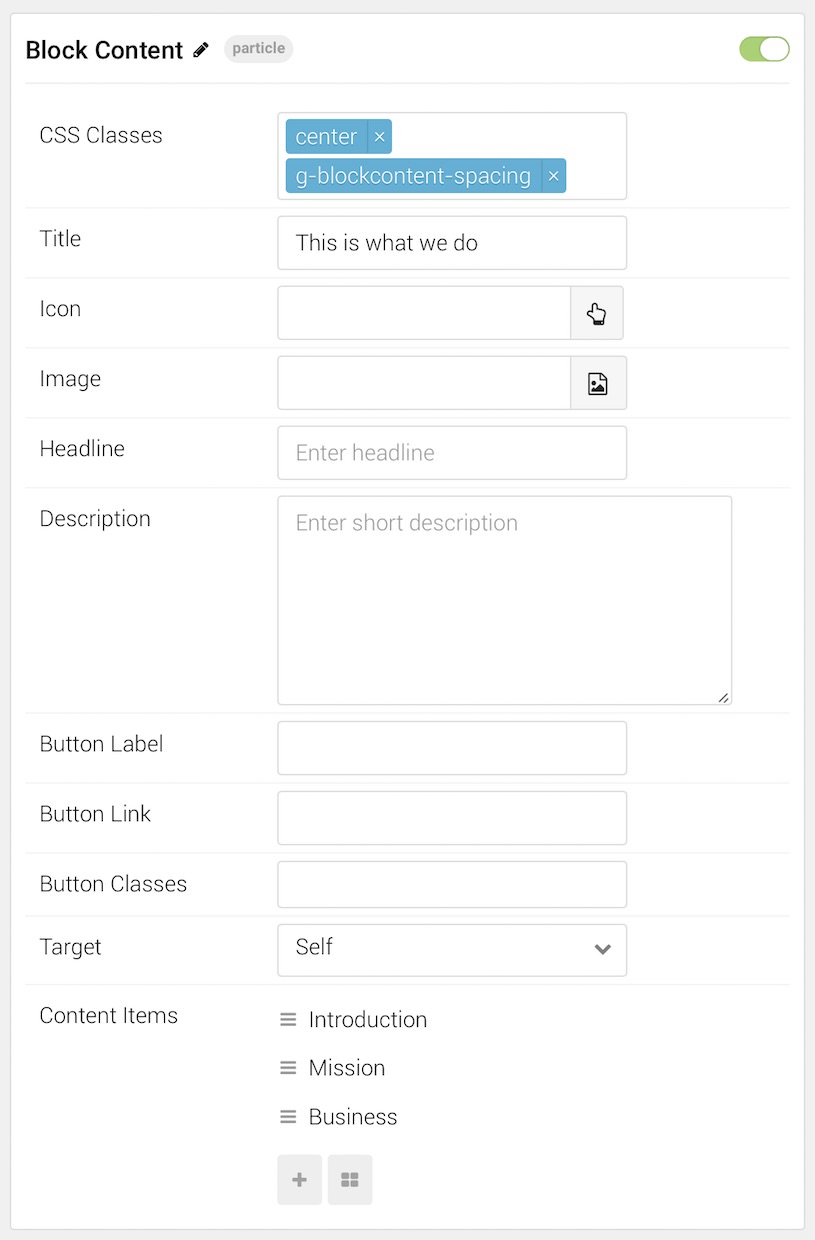 Block Content particle
CSS Classes
center ×
g-blockcontent-spacing ×
Title
This is what we do
Icon
Image
Headline
Enter headline
Description
Enter short description
Button Label
Button Link
Button Classes
Target
Self
Content Items
Introduction
Mission
Business